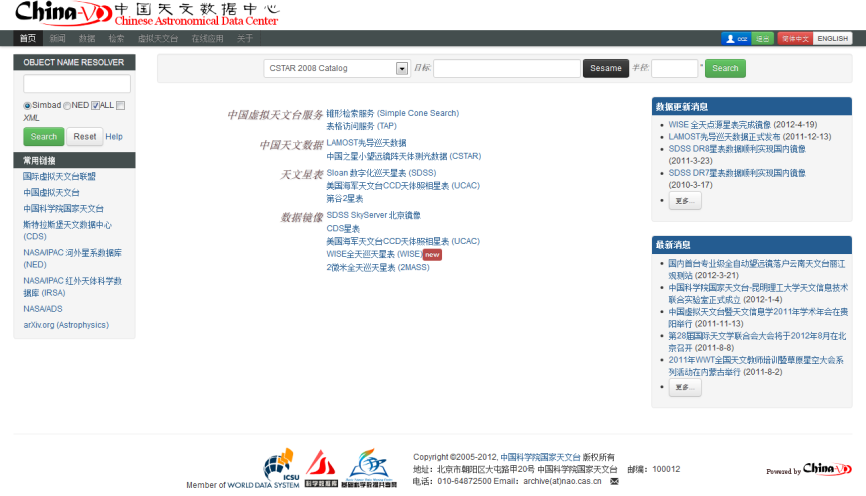 China-VO 中国天文数据中心
Chinese Astronomical Data Center
首页 新闻 数据 检索 虚拟天文台 在线应用 关于
ccz 退出 简体中文 ENGLISH
OBJECT NAME RESOLVER
Simbad NED ALL
XML
Search Reset Help
常用链接
国际虚拟天文台联盟
中国虚拟天文台
中国科学院国家天文台
斯特拉斯堡天文数据中心
(CDS)
NASA/IPAC 河外星系数据库
(NED)
NASA/IPAC 红外天体科学数
据库 (IRSA)
NASA/ADS
arXiv.org (Astrophysics)
CSTAR 2008 Catalog 目标: Sesame 半径: ° Search
中国虚拟天文台服务 锥形检索服务 (Simple Cone Search)
表格访问服务 (TAP)
中国天文数据 LAMOST先导巡天数据
中国之星小望远镜阵天体测光数据 (CSTAR)
天文星表 Sloan 数字化巡天星表 (SDSS)
美国海军天文台CCD天体照相星表 (UCAC)
第谷2星表
数据镜像 SDSS SkyServer 北京镜像
CDS星表
美国海军天文台CCD天体照相星表 (UCAC)
WISE全天巡天星表 (WISE) new
2微米全天巡天星表 (2MASS)
数据更新消息
WISE 全天点源星表完成镜像 (2012-4-19)
LAMOST先导巡天数据正式发布 (2011-12-13)
SDSS DR8星表数据顺利实现国内镜像
(2011-3-23)
SDSS DR7星表数据顺利实现国内镜像
(2010-3-17)
更多...
最新消息
国内首台专业级全自动望远镜落户云南天文台丽江
观测站 (2012-3-21)
中国科学院国家天文台-昆明理工大学天文信息技术
联合实验室正式成立 (2012-1-4)
中国虚拟天文台暨天文信息学2011年学术年会在贵
阳举行 (2011-11-13)
第28届国际天文学联合会大会将于2012年8月在北
京召开 (2011-8-8)
2011年WWT全国天文教师培训暨草原星空大会系
列活动在内蒙古举行 (2011-8-2)
更多...
Member of WORLD DATA SYSTEM
ICSU
科学数据库
Copyright ©2005-2012, 中国科学院国家天文台 版权所有
地址：北京市朝阳区大屯路甲20号 中国科学院国家天文台 邮编：100012
电话：010-64872500 Email：archive(at)nao.cas.cn
Powered by China-VO